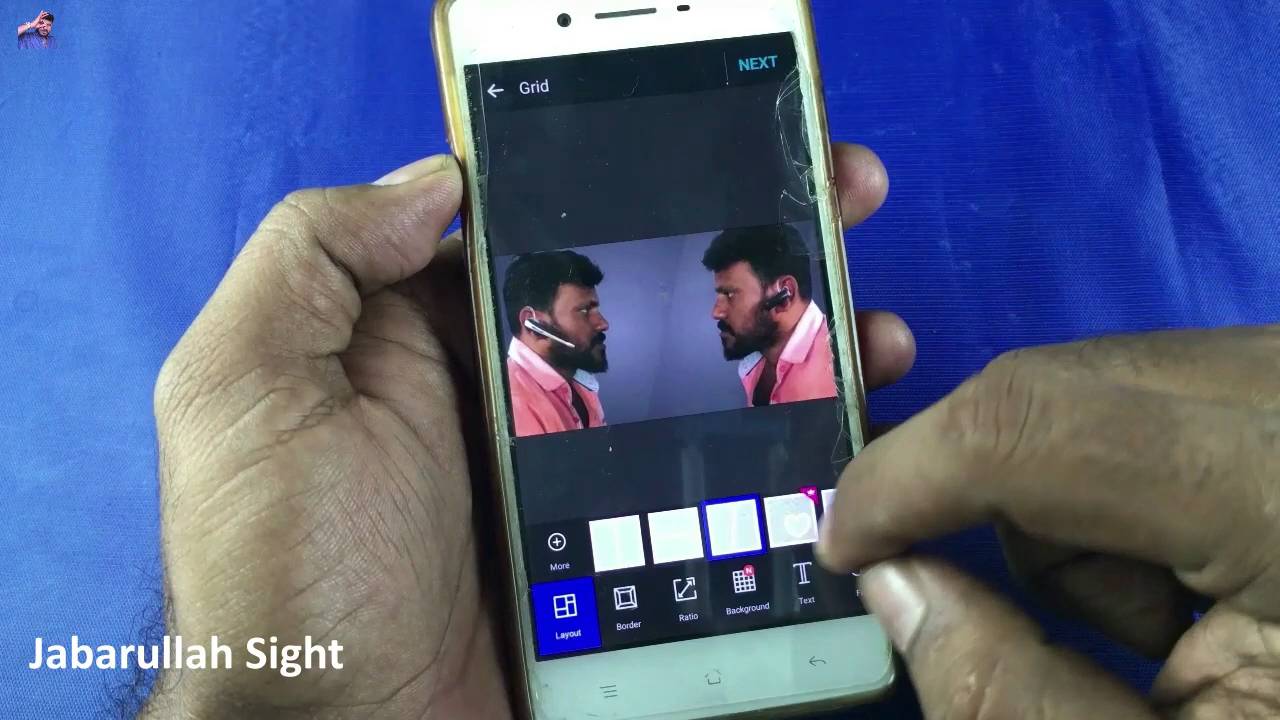 Grid
NEXT
More
Layout
Border
Ratio
N
Background
Text
Jabarullah Sight